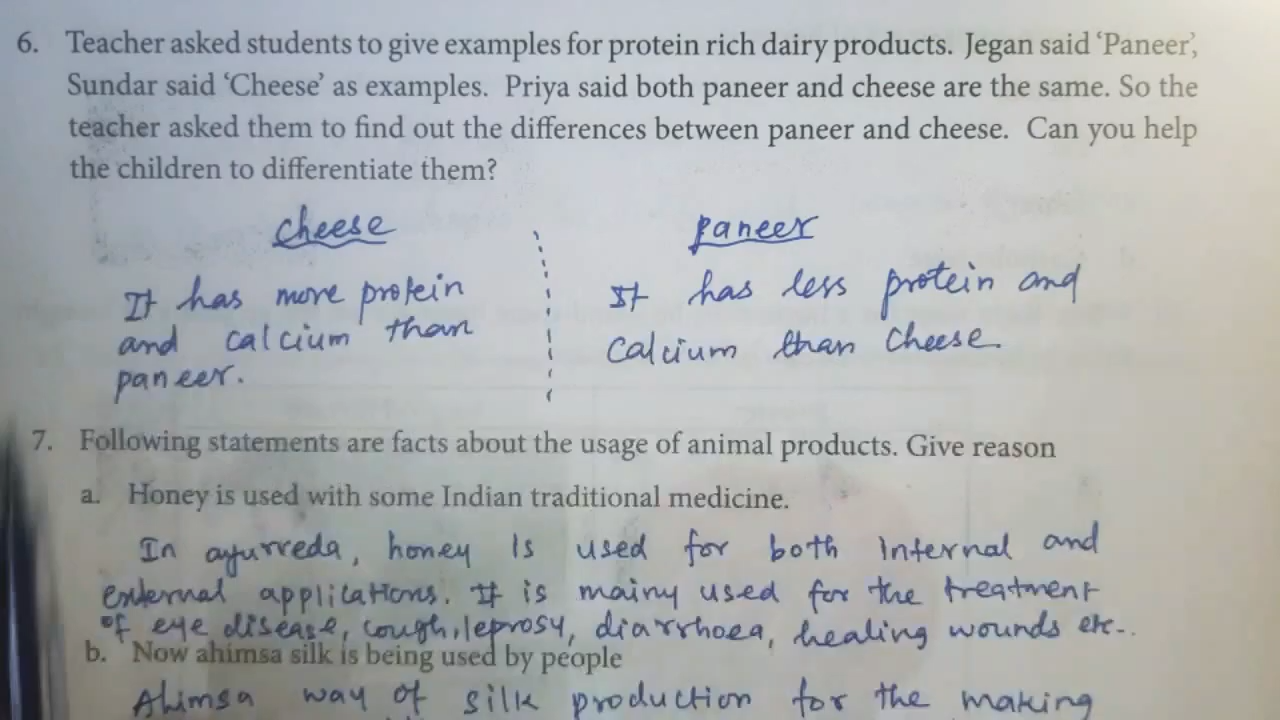 6. Teacher asked students to give examples for protein rich dairy products. Jegan said ‘Paneer’,
Sundar said ‘Cheese’ as examples. Priya said both paneer and cheese are the same. So the
teacher asked them to find out the differences between paneer and cheese. Can you help
the children to differentiate them?
cheese
It has more protein
and calcium than
paneer.
paneer
It has less protein and
Calcium than cheese.
7. Following statements are facts about the usage of animal products. Give reason
a. Honey is used with some Indian traditional medicine.
In ayurveda, honey is used for both internal and
external applications. It is mainy used for the treatment
of eye disease, cough, leprosy, diarrhoea, healing wounds etc..
b. Now ahimsa silk is being used by people
Ahimsa way of silk production for the making